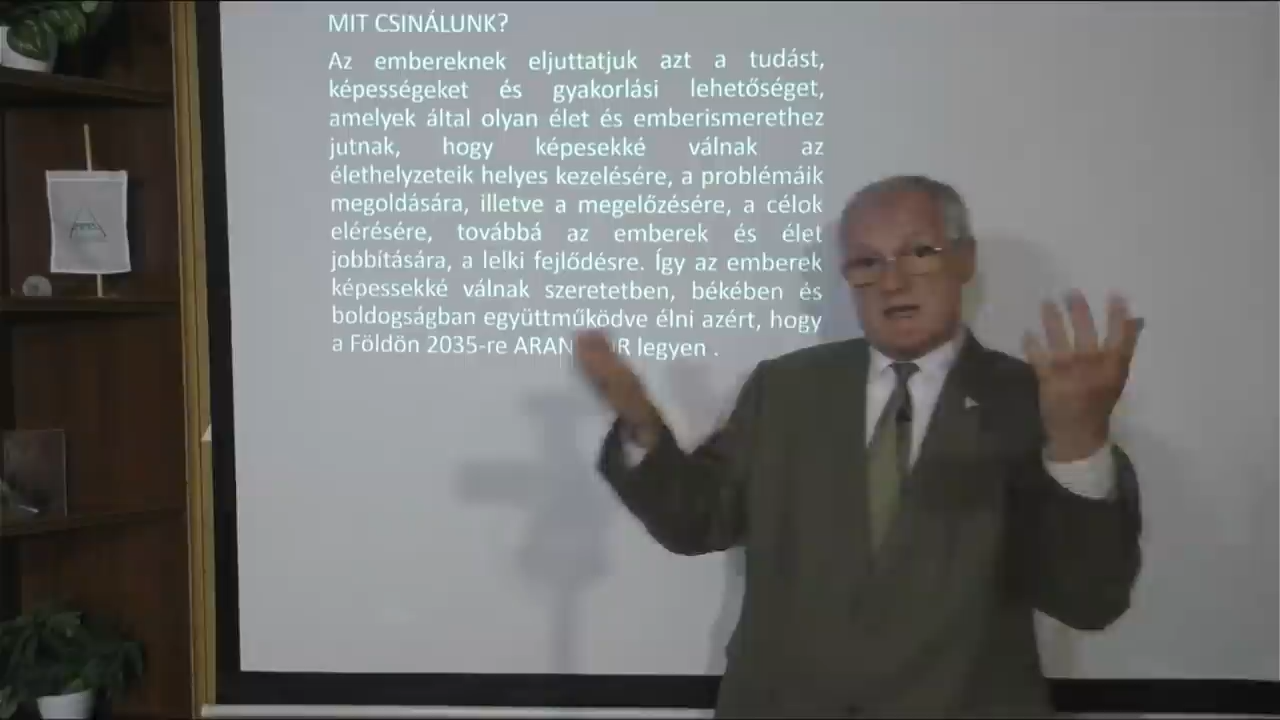 MIT CSINÁLUNK?
Az embereknek eljuttatjuk azt a tudást,
képességeket és gyakorlási lehetőséget,
amelyek által olyan élet és emberismerethez
jutnak, hogy képesekké válnak az
élethelyzeteik helyes kezelésére, a problémáik
megoldására, illetve a megelőzésére, a célok
elérésére, továbbá az emberek és élet
jobbítására, a lelki fejlődésre. Így az emberek
képessekké válnak szeretetben, békében és
boldogságban együttműködve élni azért, hogy
a Földön 2035-re legyen .